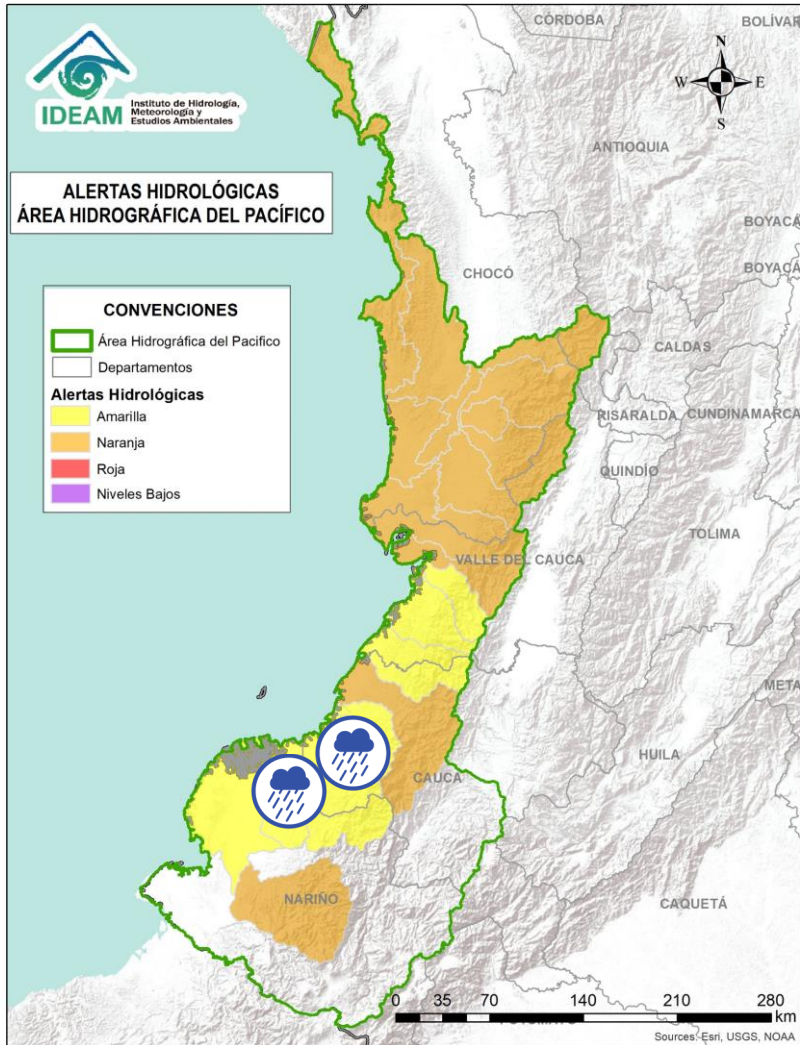 CÓRDOBA
BOLÍVAR
IDEAM
Instituto de Hidrología,
Meteorología y
Estudios Ambientales
N
W E
S
ANTIOQUIA
ALERTAS HIDROLÓGICAS
ÁREA HIDROGRÁFICA DEL PACÍFICO
BOYACÁ
CHOCÓ
BOYACÁ
CONVENCIONES
Área Hidrográfica del Pacifico
Departamentos
Alertas Hidrológicas
Amarilla
Naranja
Roja
Niveles Bajos
CALDAS
RISARALDA
CUNDINAMARCA
QUINDÍO
TOLIMA
VALLE DEL CAUCA
META
HUILA
CAUCA
NARIÑO
CAQUETÁ
0 35 70 140 210 280
km
Sources: Esri, USGS, NOAA